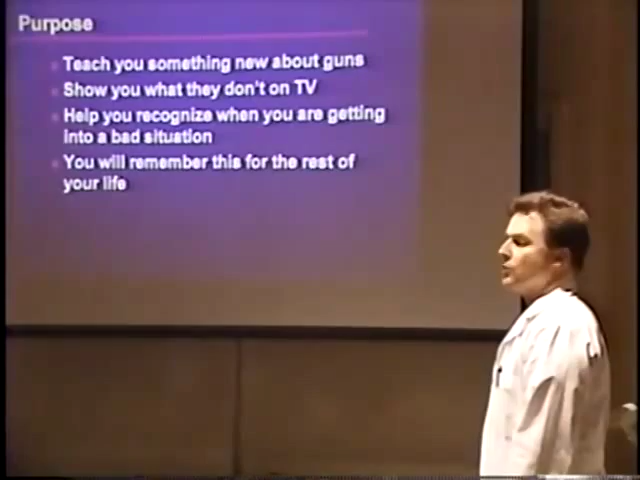 Purpose
Teach you something new about guns
Show you what they don't on TV
Help you recognize when you are getting
into a bad situation
You will remember this for the rest of
your life